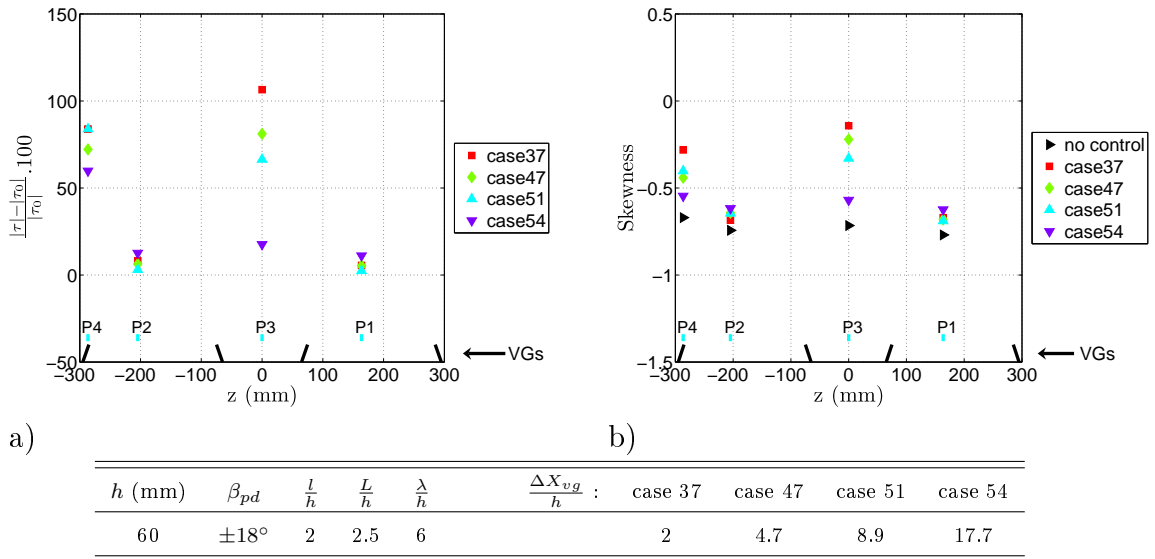 150
100
50
0
−50
−300 −200 −100 0 100 200 300
z (mm)
|τ|−|τ₀| / |τ₀| .100
P4 P2 P3 P1
VGs
case37
case47
case51
case54
a)
0.5
0
−0.5
−1
−1.5
−300 −200 −100 0 100 200 300
z (mm)
Skewness
P4 P2 P3 P1
VGs
no control
case37
case47
case51
case54
b)
h (mm) β_pd l/h L/h λ/h ΔX_vg/h : case 37 case 47 case 51 case 54
60 ±18° 2 2.5 6 2 4.7 8.9 17.7